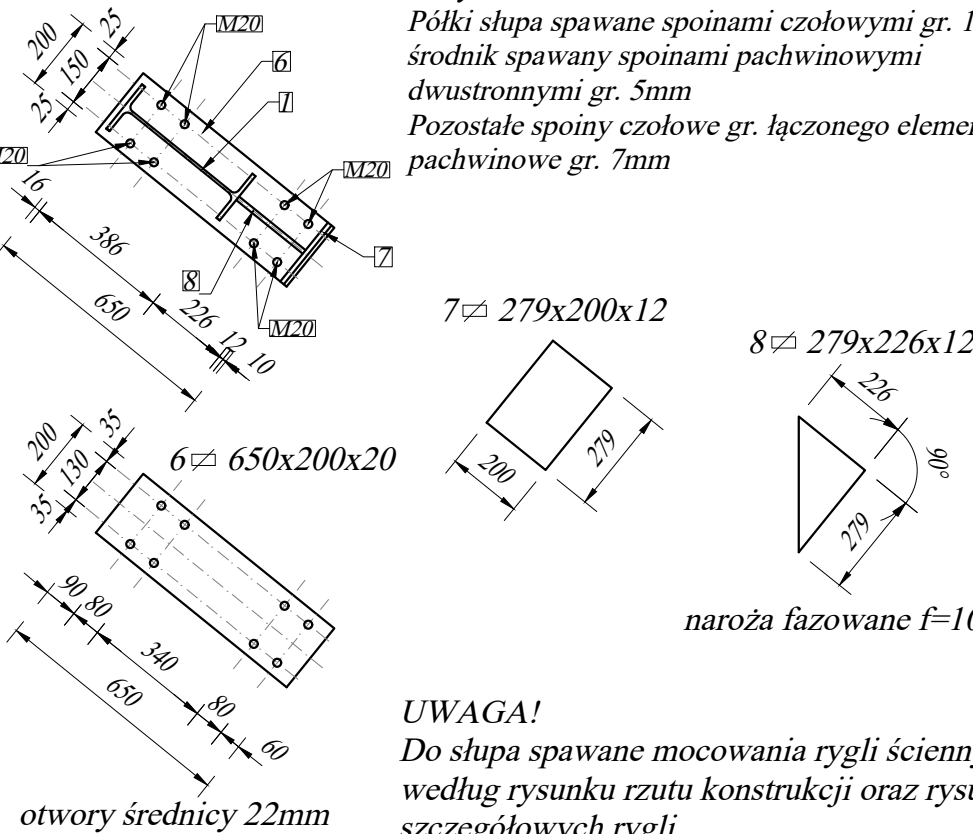 Półki słupa spawane spoinami czołowymi gr. 1
środnik spawany spoinami pachwinowymi
dwustronnymi gr. 5mm
Pozostałe spoiny czołowe gr. łączonego elemen
pachwinowe gr. 7mm
25
200
150
25
M20
6
1
M20
M20
16
386
650
8
7
226
12
10
M20
7 279x200x12
200
279
8 279x226x12
226
90°
279
naroża fazowane f=10
6 650x200x20
35
200
130
35
90
80
340
650
80
60
otwory średnicy 22mm
UWAGA!
Do słupa spawane mocowania rygli ścienny
według rysunku rzutu konstrukcji oraz rysu
szczegółowych rygli